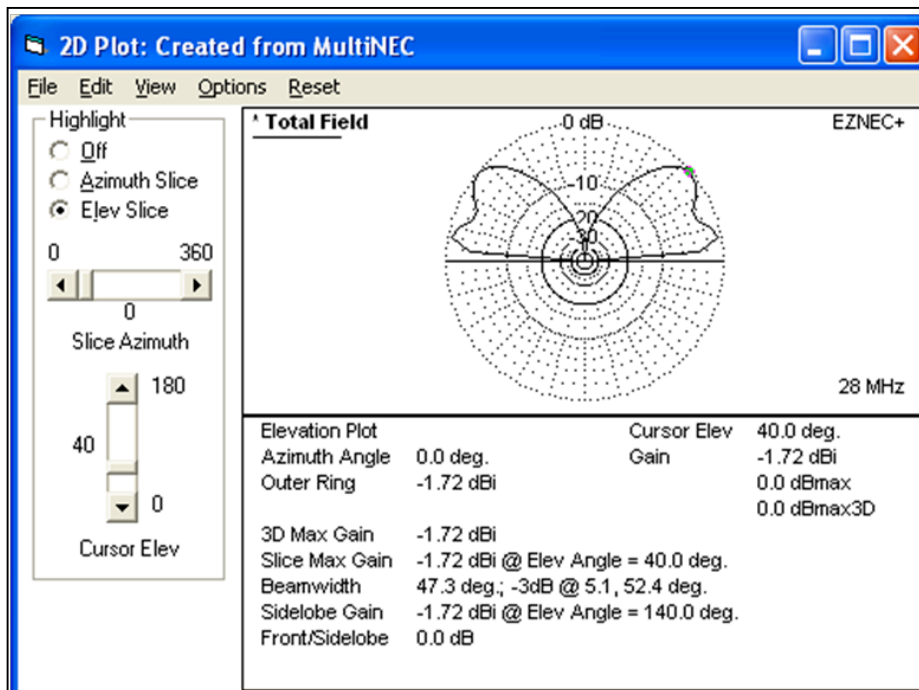 2D Plot: Created from MultiNEC
File Edit View Options Reset
Highlight
Off
Azimuth Slice
Elev Slice
0 360
0
Slice Azimuth
180
40
0
Cursor Elev
* Total Field
0 dB
EZNEC+
-10
-20
-30
28 MHz
Elevation Plot Cursor Elev 40.0 deg.
Azimuth Angle 0.0 deg. Gain -1.72 dBi
Outer Ring -1.72 dBi 0.0 dBmax
0.0 dBmax3D
3D Max Gain -1.72 dBi
Slice Max Gain -1.72 dBi @ Elev Angle = 40.0 deg.
Beamwidth 47.3 deg.; -3dB @ 5.1, 52.4 deg.
Sidelobe Gain -1.72 dBi @ Elev Angle = 140.0 deg.
Front/Sidelobe 0.0 dB